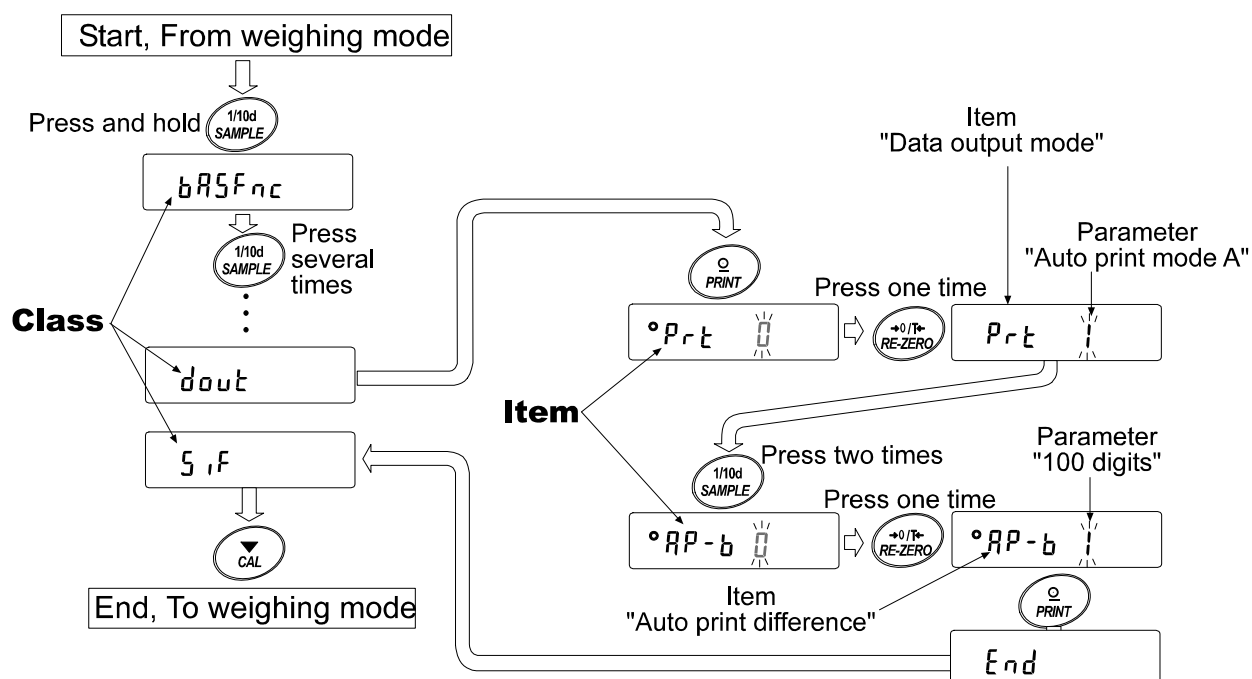 Start, From weighing mode
Press and hold
1/10d
SAMPLE
bASFnc
1/10d
SAMPLE
Press
several
times
Class
dout
S iF
CAL
End, To weighing mode
PRINT
Prt 0
Press one time
→0/T←
RE-ZERO
Item
"Data output mode"
Parameter
"Auto print mode A"
Prt 1
Item
1/10d
SAMPLE
Press two times
AP-b 0
Press one time
→0/T←
RE-ZERO
Parameter
"100 digits"
AP-b 1
Item
"Auto print difference"
PRINT
End